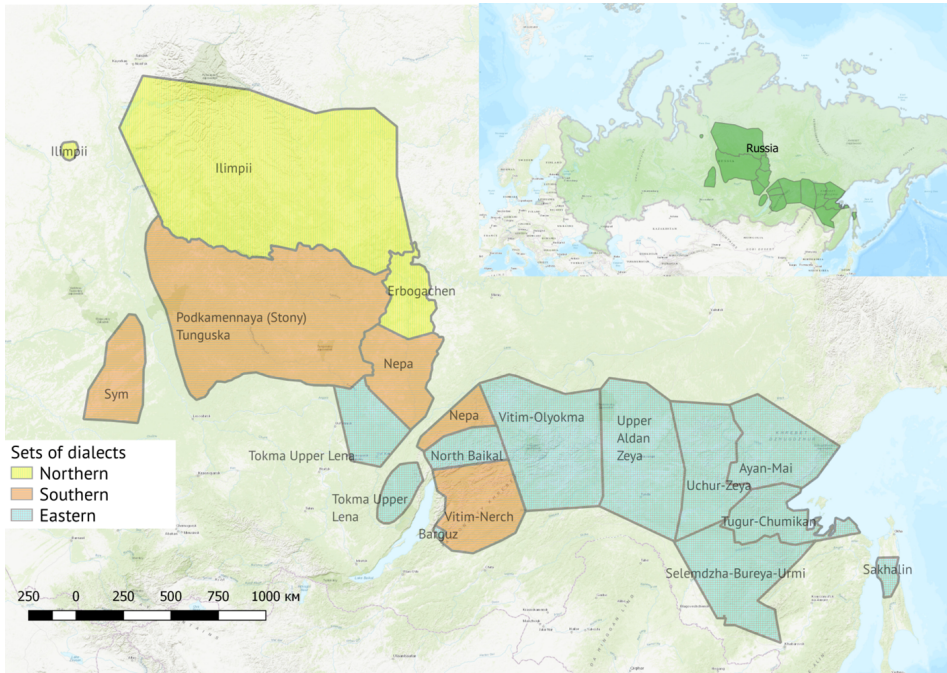 Russia
Ilimpii
Ilimpii
Erbogachen
Podkamennaya (Stony)
Tunguska
Nepa
Sym
Nepa
Vitim-Olyokma
Upper
Aldan
Zeya
Tokma Upper Lena
North Baikal
Ayan-Mai
Uchur-Zeya
Tokma Upper
Lena
Vitim-Nerch
Barguz
Tugur-Chumikan
Selemdzha-Bureya-Urmi
Sakhalin
Sets of dialects
Northern
Southern
Eastern
250 0 250 500 750 1000 км